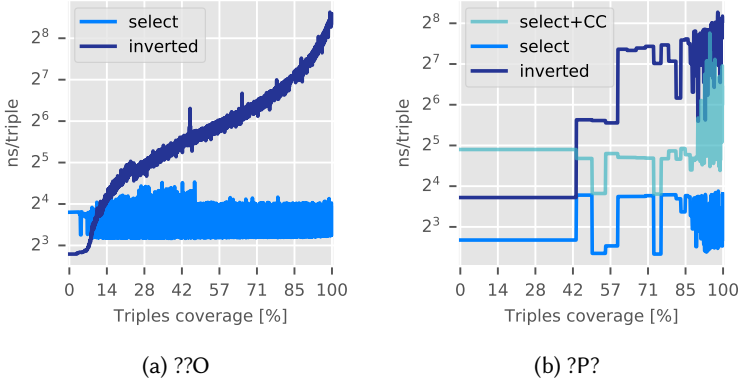 select
inverted
ns/triple
2^8
2^7
2^6
2^5
2^4
2^3
0 14 28 42 57 71 85 100
Triples coverage [%]
(a) ??O
select+CC
select
inverted
ns/triple
2^8
2^7
2^6
2^5
2^4
2^3
0 14 28 42 57 71 85 100
Triples coverage [%]
(b) ?P?